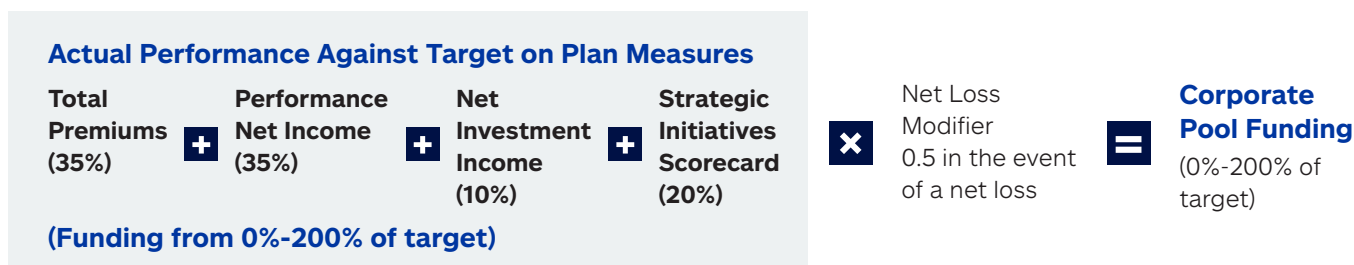 Actual Performance Against Target on Plan Measures
Total
Premiums
(35%)
+
Performance
Net Income
(35%)
+
Net
Investment
Income
(10%)
+
Strategic
Initiatives
Scorecard
(20%)
(Funding from 0%-200% of target)
×
Net Loss
Modifier
0.5 in the event
of a net loss
=
Corporate
Pool Funding
(0%-200% of
target)